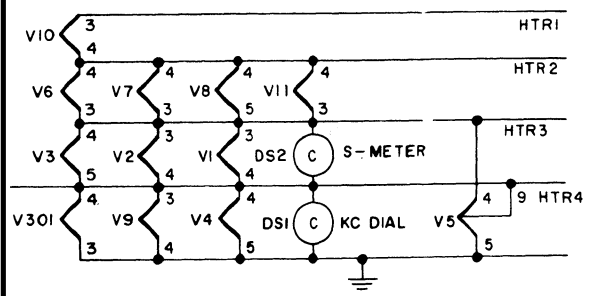 3 HTR1
V10
4
4 4 4 4 HTR2
V6 V7 V8 V11
3 3 5 3
HTR3
4 3 3
V3 V2 V1 DS2 C S-METER
5 4 4
4 3 4 4 9 HTR4
V301 V9 V4 DS1 C KC DIAL V5
3 4 5 5